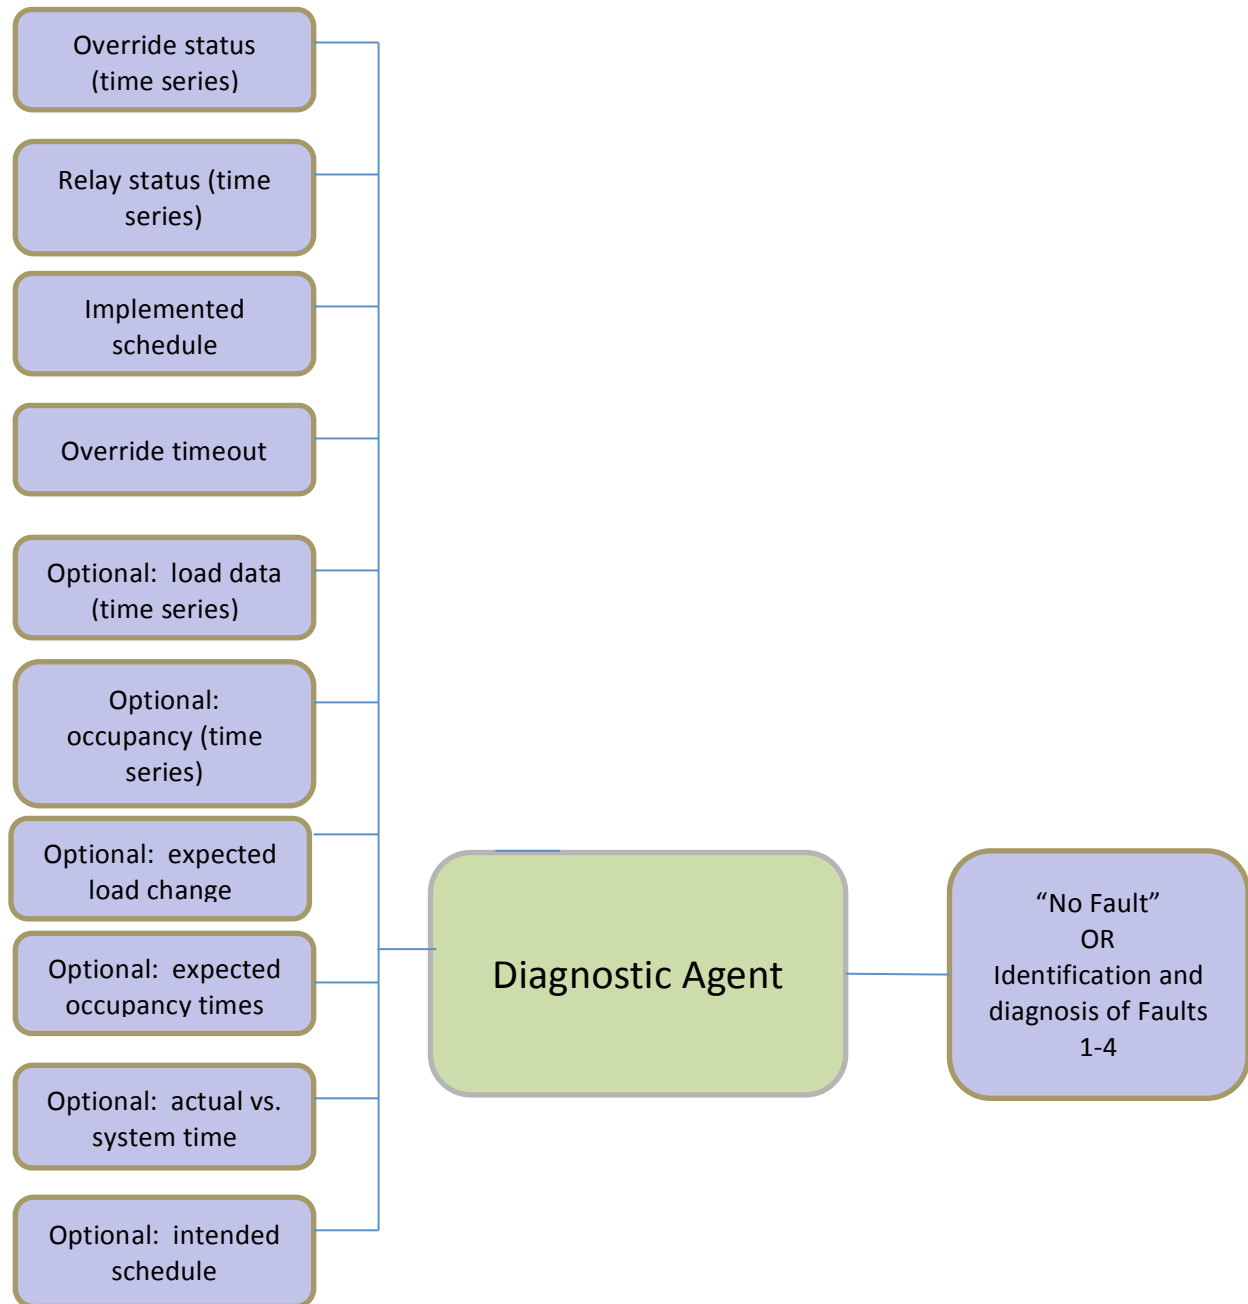 Override status
(time series)
Relay status (time
series)
Implemented
schedule
Override timeout
Optional:  load data
(time series)
Optional:
occupancy (time
series)
Optional:  expected
load change
Optional:  expected
occupancy times
Optional:  actual vs.
system time
Optional:  intended
schedule
Diagnostic Agent
“No Fault”
OR
Identification and
diagnosis of Faults
1-4